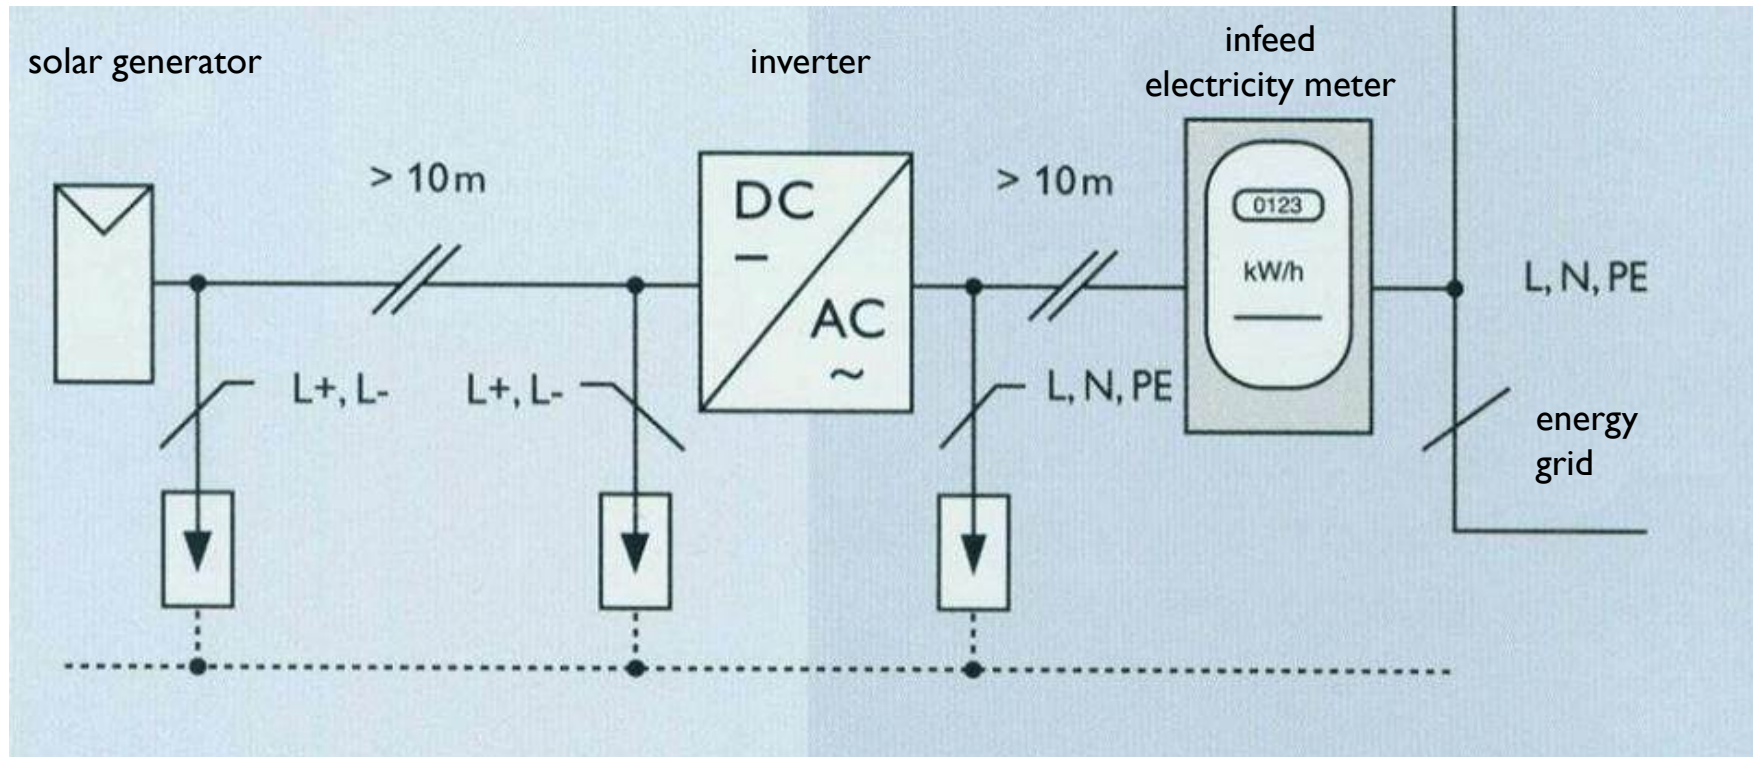 solar generator
inverter
infeed
electricity meter
> 10m
> 10m
DC
AC
~
0123
kW/h
L, N, PE
L+, L-
L+, L-
L, N, PE
energy
grid